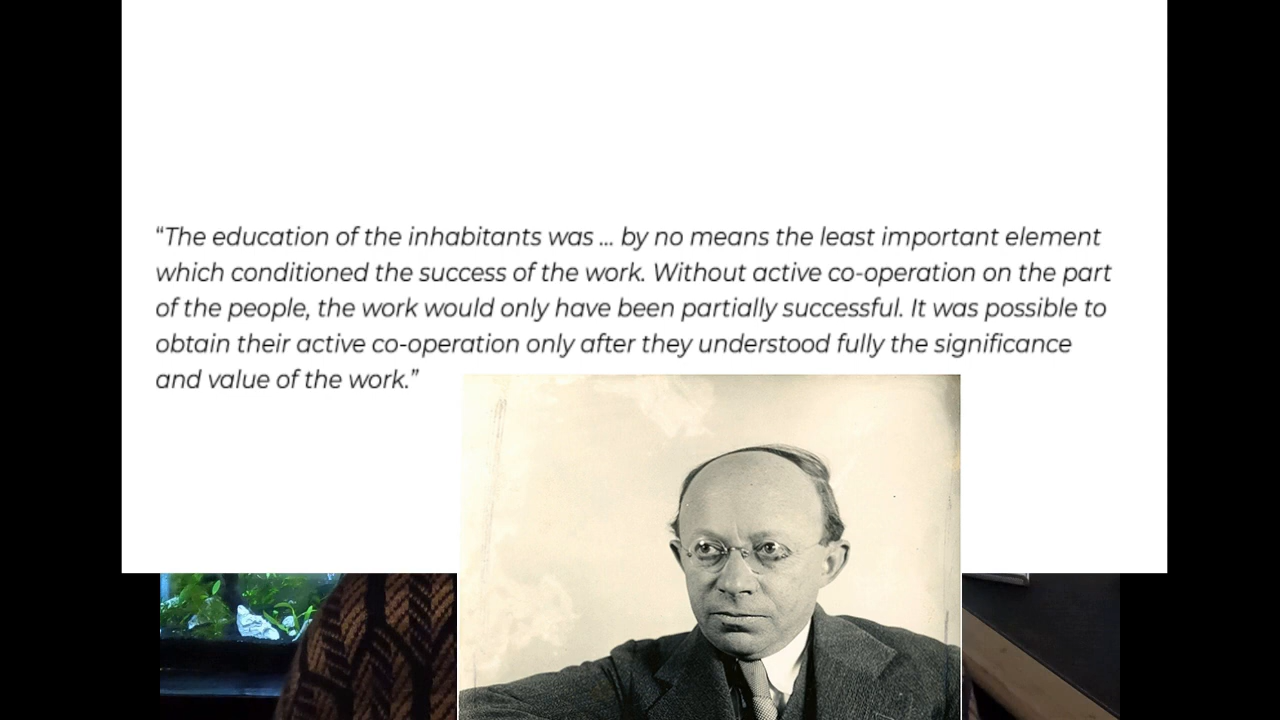 “The education of the inhabitants was ... by no means the least important element
which conditioned the success of the work. Without active co-operation on the part
of the people, the work would only have been partially successful. It was possible to
obtain their active co-operation only after they understood fully the significance
and value of the work.”